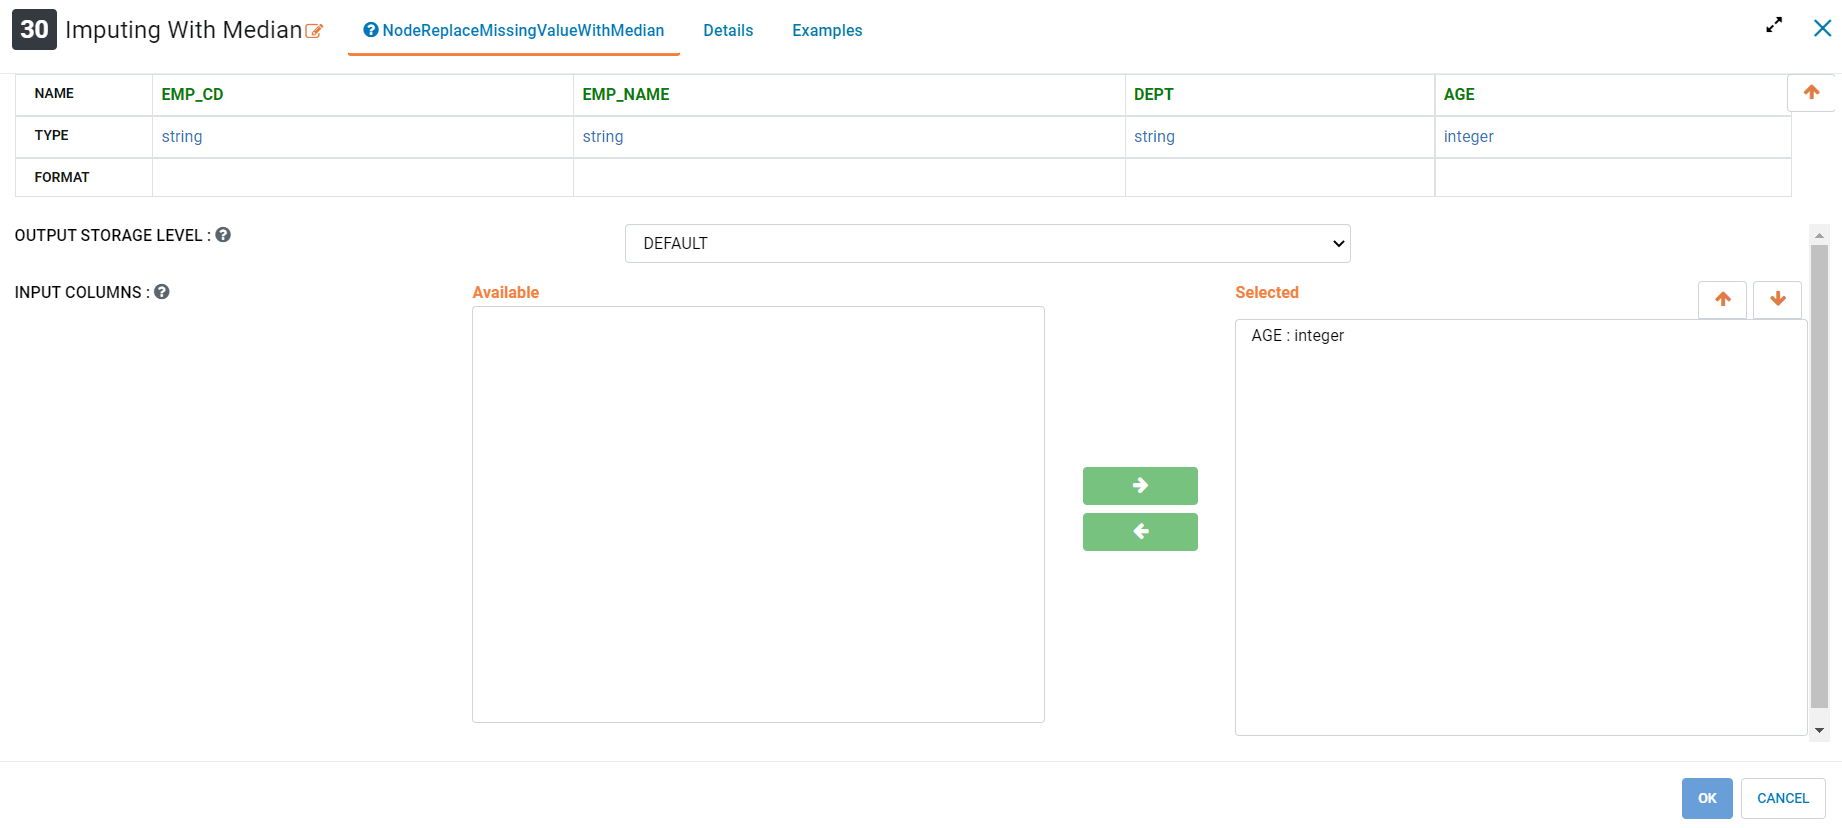 30 Imputing With Median NodeReplaceMissingValueWithMedian Details Examples
NAME EMP_CD EMP_NAME DEPT AGE
TYPE string string string integer
FORMAT
OUTPUT STORAGE LEVEL : DEFAULT
INPUT COLUMNS : Available Selected
AGE : integer
OK CANCEL